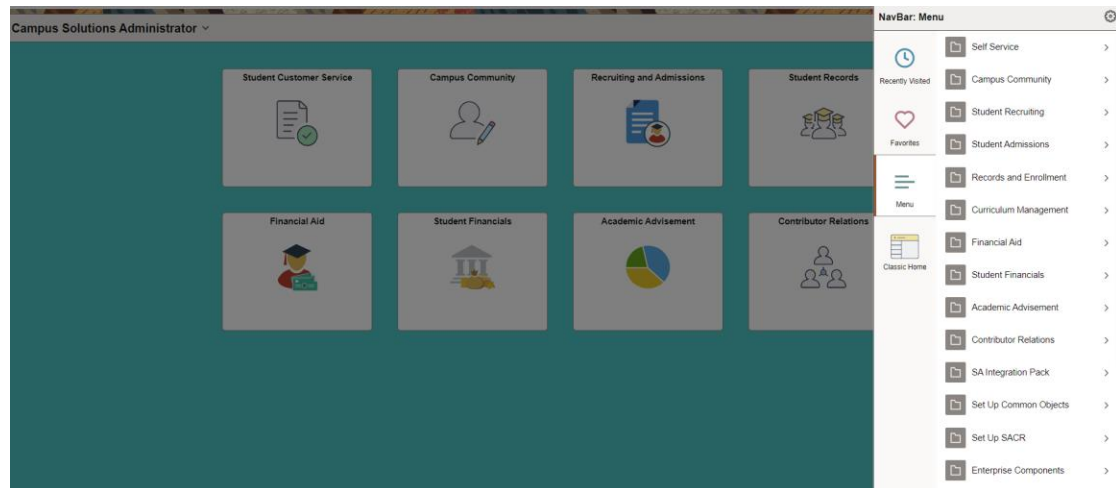 Campus Solutions Administrator
Student Customer Service
Campus Community
Recruiting and Admissions
Student Records
Financial Aid
Student Financials
Academic Advisement
Contributor Relations
NavBar: Menu
Recently Visited
Favorites
Menu
Classic Home
Self Service
Campus Community
Student Recruiting
Student Admissions
Records and Enrollment
Curriculum Management
Financial Aid
Student Financials
Academic Advisement
Contributor Relations
SA Integration Pack
Set Up Common Objects
Set Up SACR
Enterprise Components